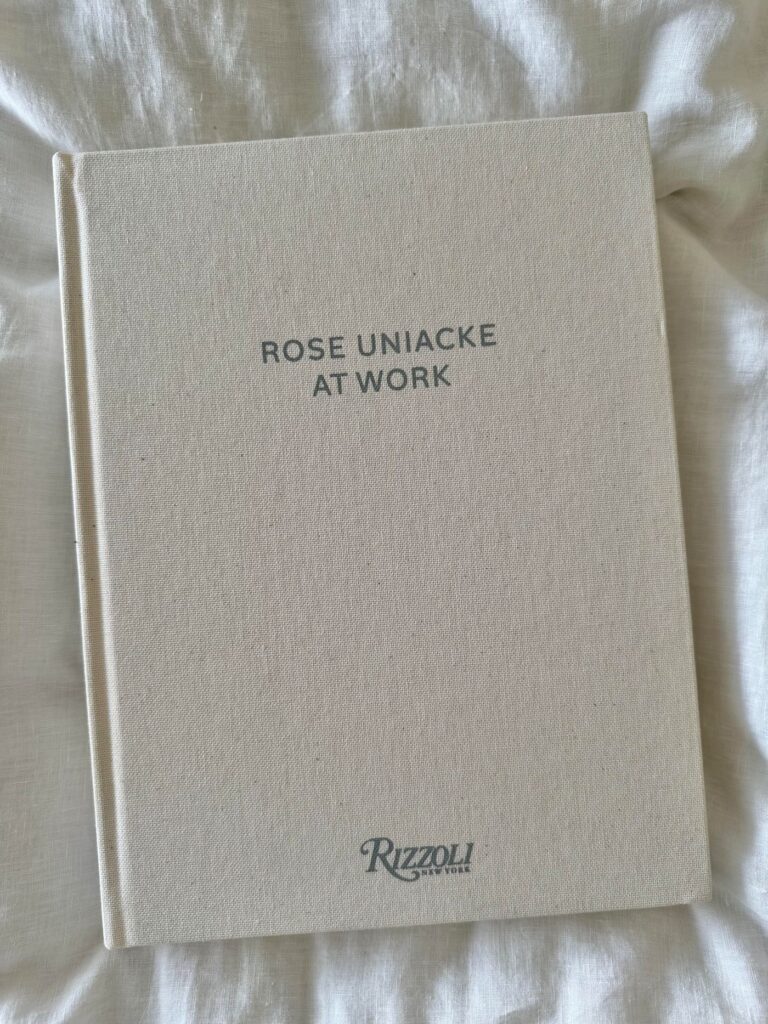 ROSE UNIACKE
AT WORK
RIZZOLI
NEW YORK